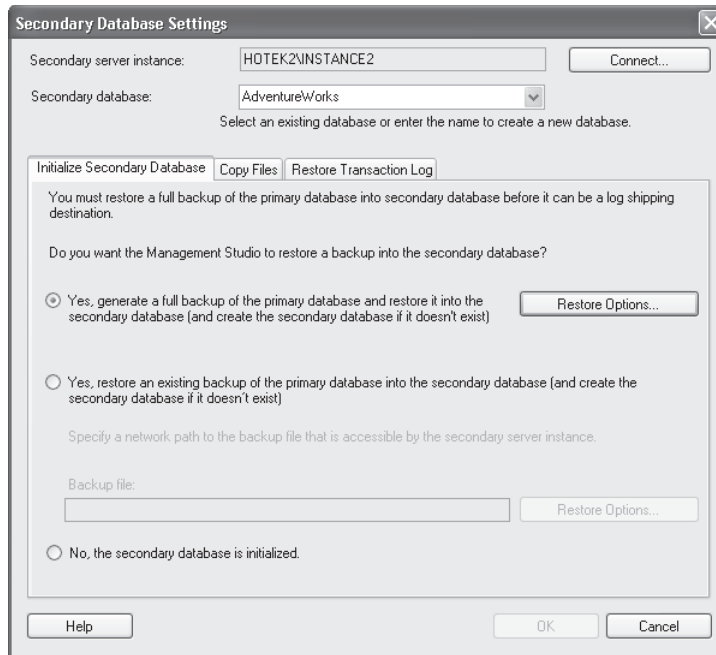 Secondary Database Settings
Secondary server instance:
HOTEK2\INSTANCE2
Connect...
Secondary database:
AdventureWorks
Select an existing database or enter the name to create a new database.
Initialize Secondary Database
Copy Files
Restore Transaction Log
You must restore a full backup of the primary database into secondary database before it can be a log shipping
destination.
Do you want the Management Studio to restore a backup into the secondary database?
Yes, generate a full backup of the primary database and restore it into the
secondary database (and create the secondary database if it doesn't exist)
Restore Options...
Yes, restore an existing backup of the primary database into the secondary database (and create the
secondary database if it doesn´t exist)
Specify a network path to the backup file that is accessible by the secondary server instance.
Backup file:
Restore Options...
No, the secondary database is initialized.
Help
OK
Cancel